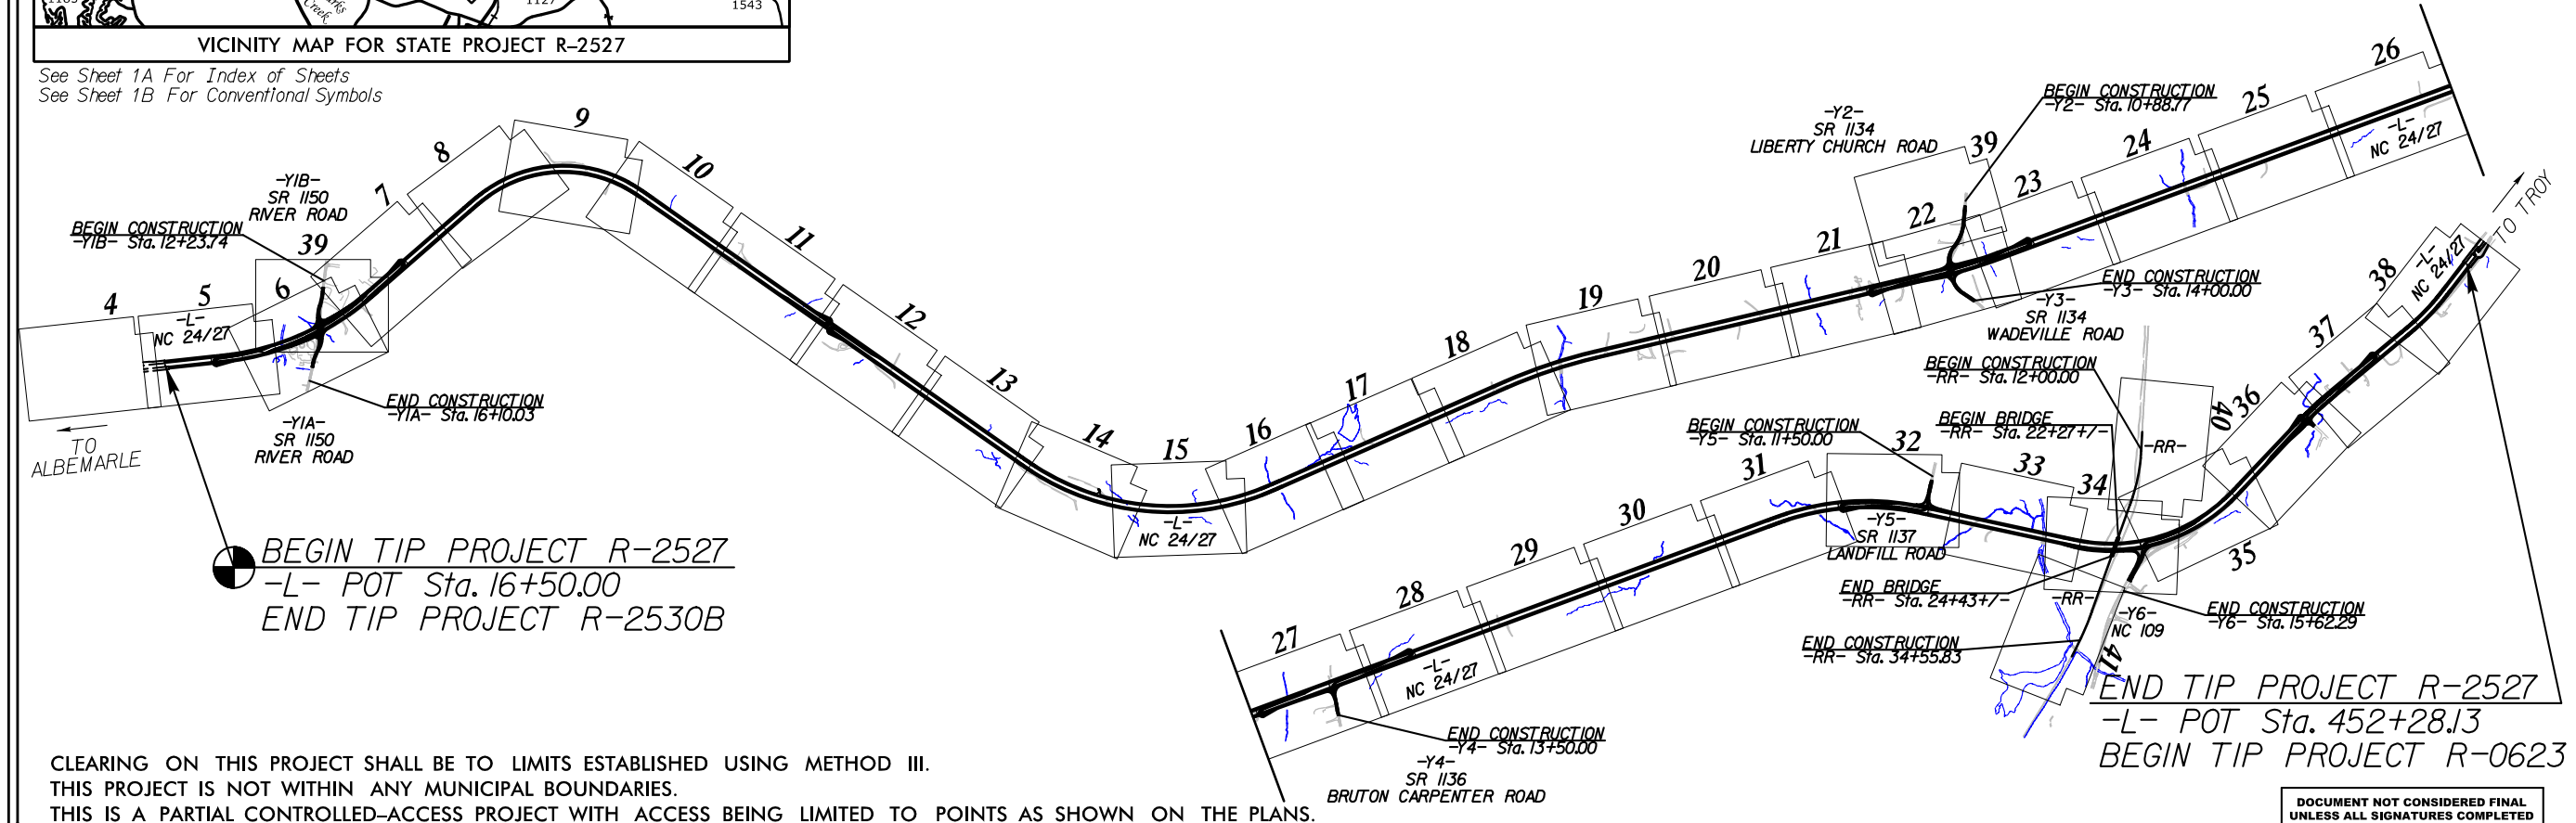 1165
arks
Creek
1127
1543
VICINITY MAP FOR STATE PROJECT R-2527
See Sheet 1A For Index of Sheets
See Sheet 1B For Conventional Symbols
4
5
6
39
7
8
9
10
11
12
13
14
15
16
17
18
19
20
21
22
39
23
24
25
26
-Y1B-
SR 1150
RIVER ROAD
BEGIN CONSTRUCTION
-Y1B- Sta. 12+23.74
-L-
NC 24/27
END CONSTRUCTION
-Y1A- Sta. 16+10.03
-Y1A-
SR 1150
RIVER ROAD
TO
ALBEMARLE
BEGIN TIP PROJECT R-2527
-L- POT Sta. 16+50.00
END TIP PROJECT R-2530B
-L-
NC 24/27
-Y2-
SR 1134
LIBERTY CHURCH ROAD
BEGIN CONSTRUCTION
-Y2- Sta. 10+88.77
-L-
NC 24/27
END CONSTRUCTION
-Y3- Sta. 14+00.00
-Y3-
SR 1134
WADEVILLE ROAD
27
28
29
30
31
32
33
34
35
36
37
38
40
41
-L-
NC 24/27
END CONSTRUCTION
-Y4- Sta. 13+50.00
-Y4-
SR 1136
BRUTON CARPENTER ROAD
BEGIN CONSTRUCTION
-Y5- Sta. 11+50.00
-Y5-
SR 1137
LANDFILL ROAD
BEGIN CONSTRUCTION
-RR- Sta. 12+00.00
BEGIN BRIDGE
-RR- Sta. 22+27+/-
-RR-
END BRIDGE
-RR- Sta. 24+43+/-
-RR-
END CONSTRUCTION
-RR- Sta. 34+55.83
-Y6-
NC 109
END CONSTRUCTION
-Y6- Sta. 15+62.29
-L-
NC 24/27
TO TROY
END TIP PROJECT R-2527
-L- POT Sta. 452+28.13
BEGIN TIP PROJECT R-0623
CLEARING ON THIS PROJECT SHALL BE TO LIMITS ESTABLISHED USING METHOD III.
THIS PROJECT IS NOT WITHIN ANY MUNICIPAL BOUNDARIES.
THIS IS A PARTIAL CONTROLLED-ACCESS PROJECT WITH ACCESS BEING LIMITED TO POINTS AS SHOWN ON THE PLANS.
DOCUMENT NOT CONSIDERED FINAL
UNLESS ALL SIGNATURES COMPLETED